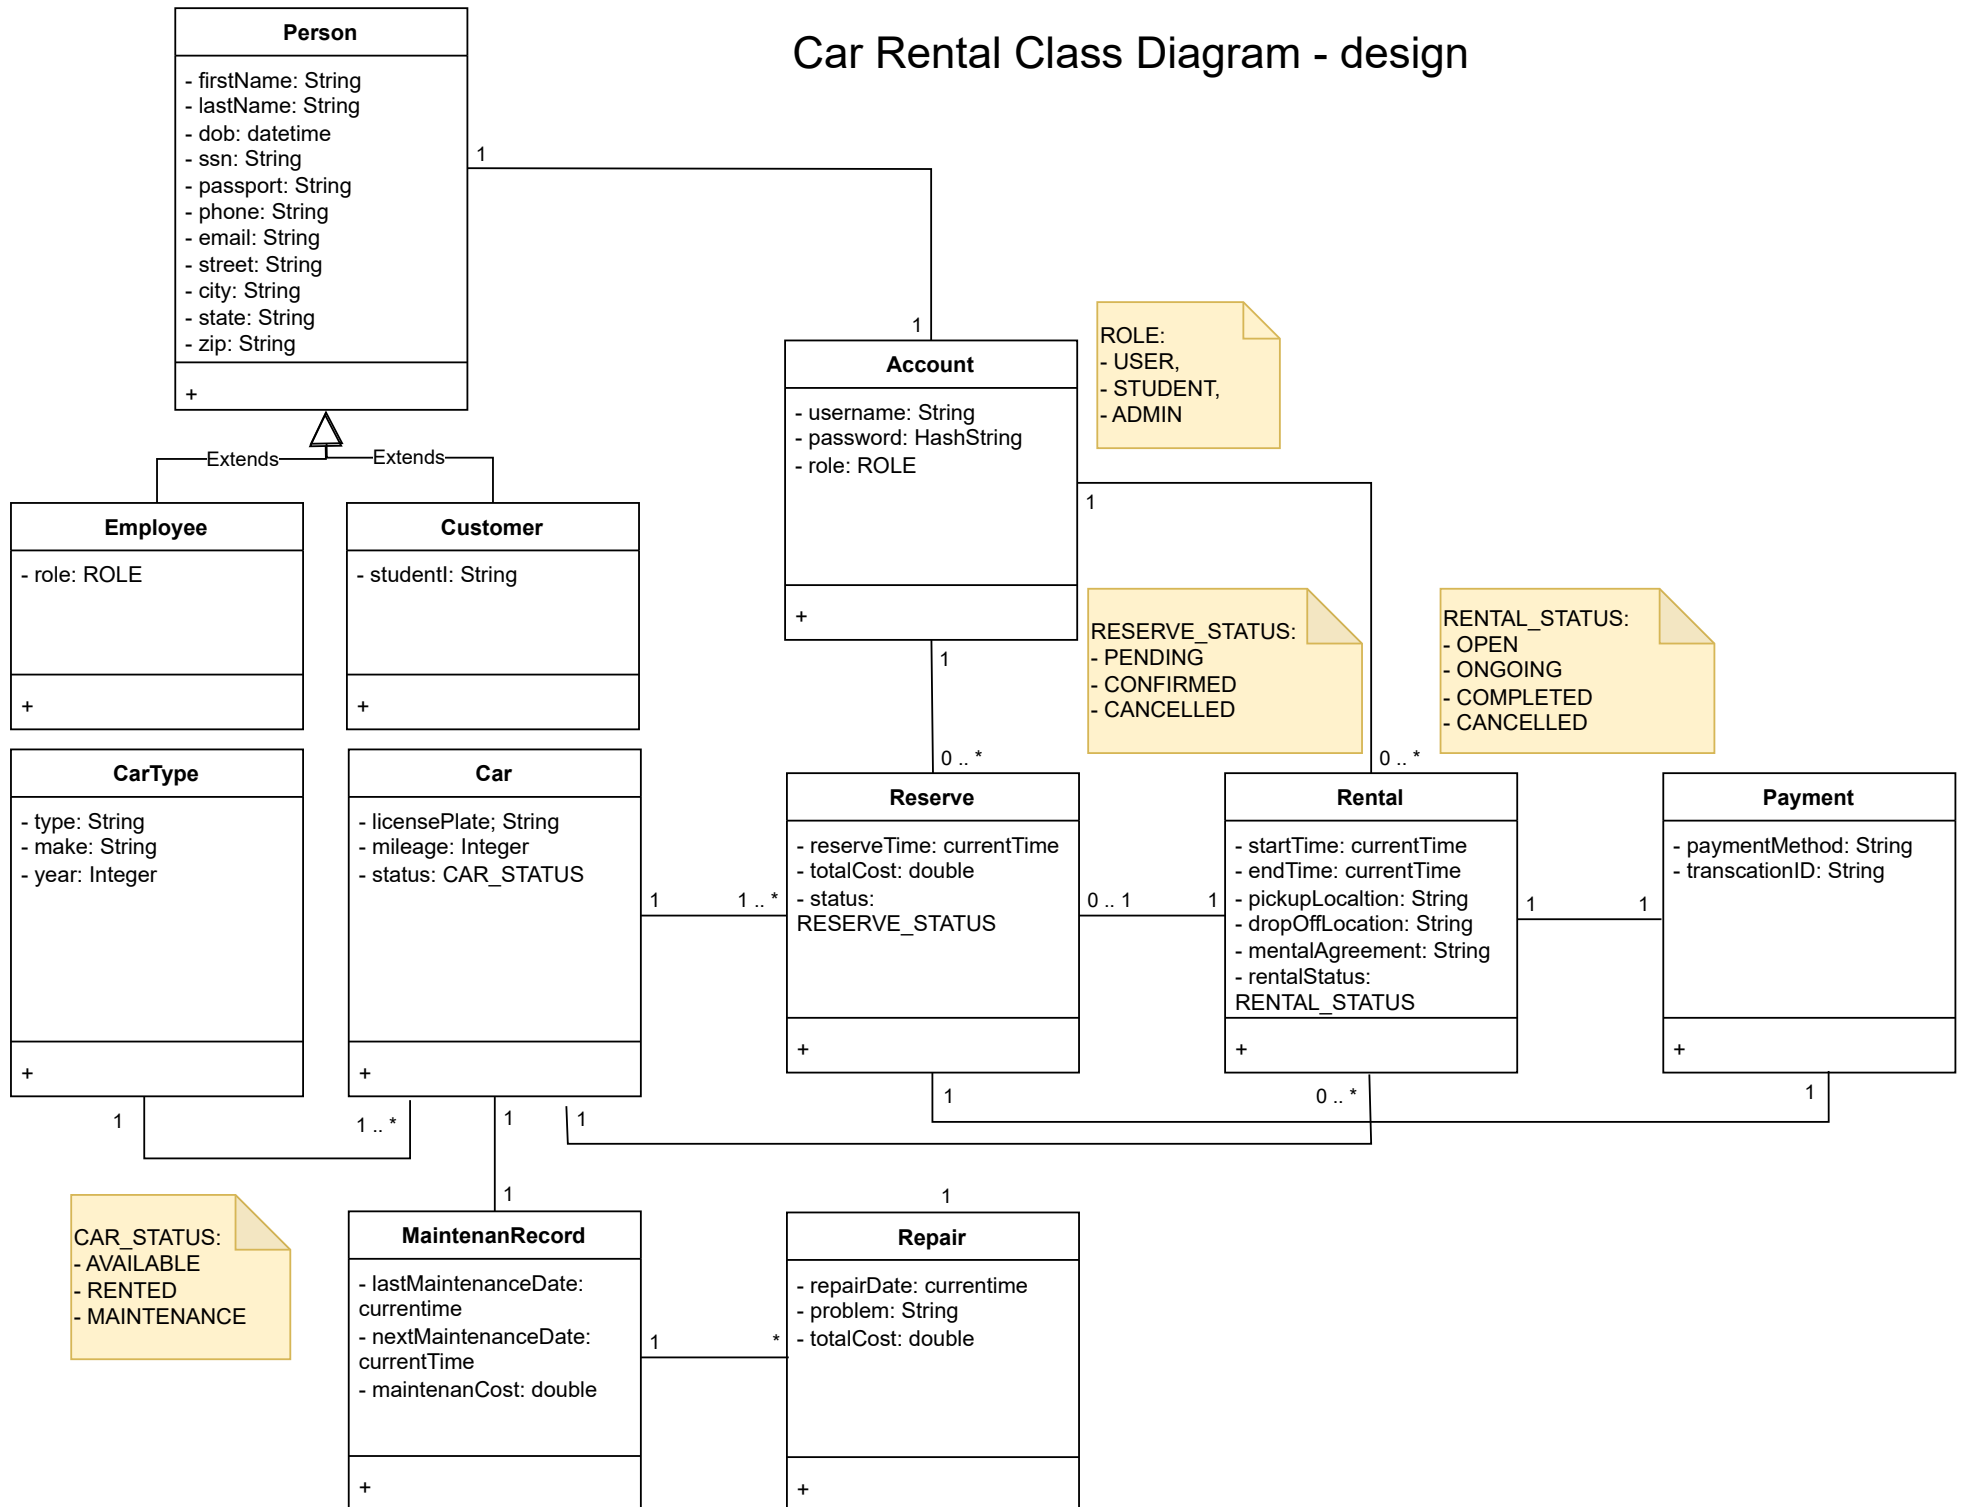 Car Rental Class Diagram - design
Person
- firstName: String
- lastName: String
- dob: datetime
- ssn: String
- passport: String
- phone: String
- email: String
- street: String
- city: String
- state: String
- zip: String
+
1
1
Extends
Extends
Account
- username: String
- password: HashString
- role: ROLE
+
ROLE:
- USER,
- STUDENT,
- ADMIN
1
1
Employee
- role: ROLE
+
Customer
- studentI: String
+
RESERVE_STATUS:
- PENDING
- CONFIRMED
- CANCELLED
RENTAL_STATUS:
- OPEN
- ONGOING
- COMPLETED
- CANCELLED
0 .. *
0 .. *
CarType
- type: String
- make: String
- year: Integer
+
Car
- licensePlate; String
- mileage: Integer
- status: CAR_STATUS
+
1
1 .. *
Reserve
- reserveTime: currentTime
- totalCost: double
- status:
RESERVE_STATUS
+
0 .. 1
1
Rental
- startTime: currentTime
- endTime: currentTime
- pickupLocaltion: String
- dropOffLocation: String
- mentalAgreement: String
- rentalStatus:
RENTAL_STATUS
+
1
1
Payment
- paymentMethod: String
- transcationID: String
+
1
1 .. *
1
1
1
0 .. *
1
1
1
CAR_STATUS:
- AVAILABLE
- RENTED
- MAINTENANCE
MaintenanRecord
- lastMaintenanceDate:
currentime
- nextMaintenanceDate:
currentTime
- maintenanCost: double
+
1
*
Repair
- repairDate: currentime
- problem: String
- totalCost: double
+